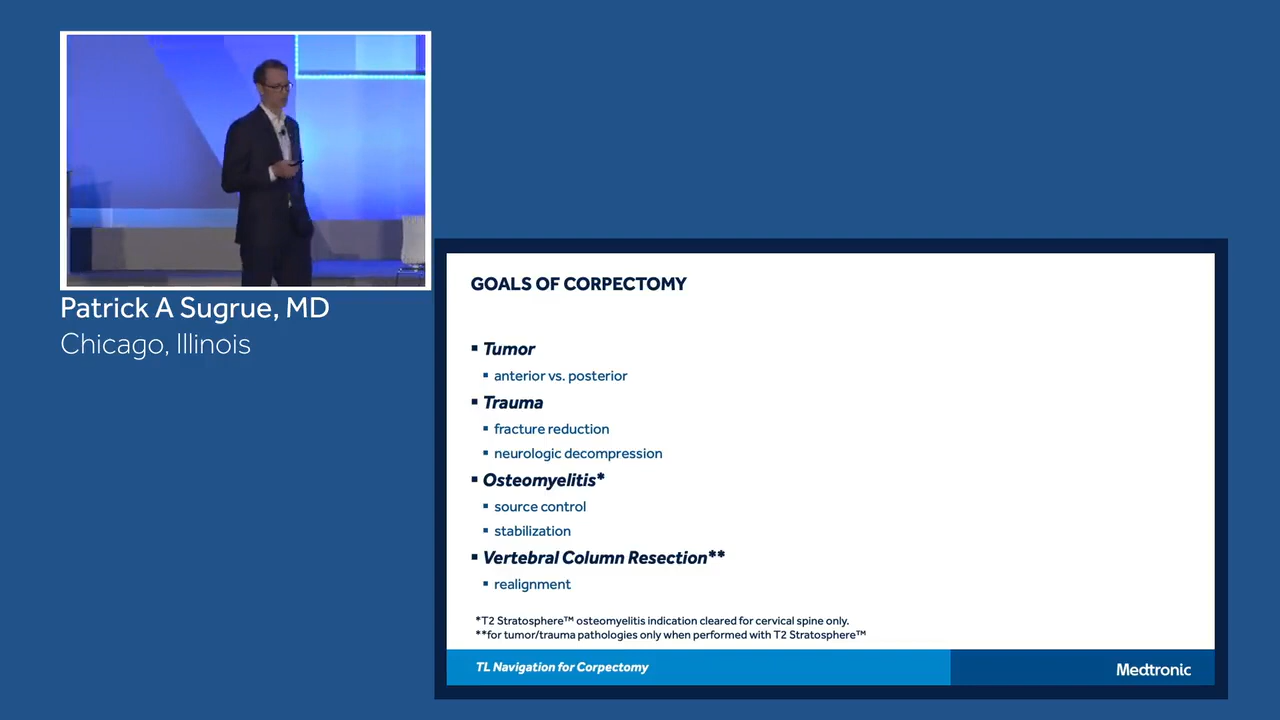 Patrick A Sugrue, MD
Chicago, Illinois
GOALS OF CORPECTOMY
▪ Tumor
▪ anterior vs. posterior
▪ Trauma
▪ fracture reduction
▪ neurologic decompression
▪ Osteomyelitis*
▪ source control
▪ stabilization
▪ Vertebral Column Resection**
▪ realignment
*T2 Stratosphere™ osteomyelitis indication cleared for cervical spine only.
**for tumor/trauma pathologies only when performed with T2 Stratosphere™
TL Navigation for Corpectomy
Medtronic